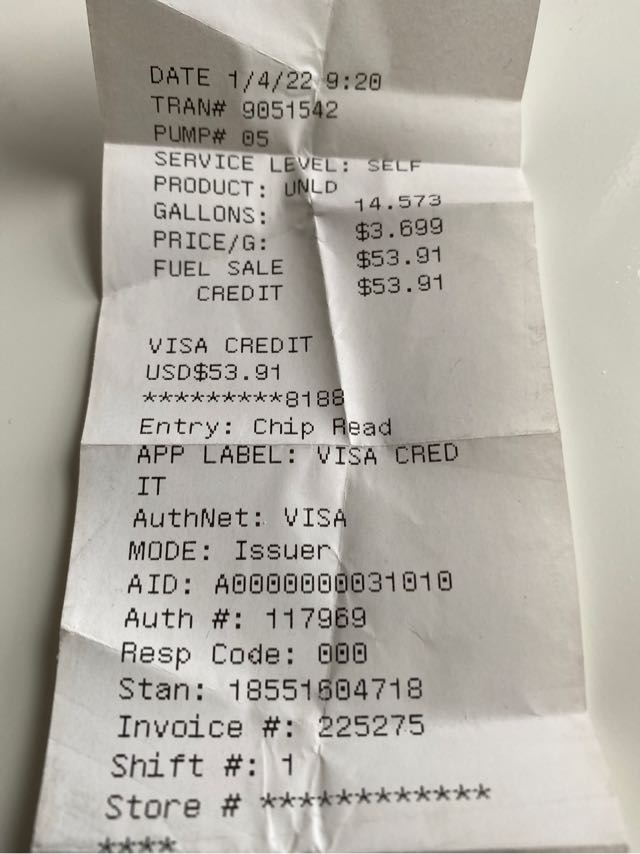 DATE 1/4/22 9:20
TRAN# 9051542
PUMP# 05
SERVICE LEVEL: SELF
PRODUCT: UNLD
GALLONS: 14.573
PRICE/G: $3.699
FUEL SALE $53.91
CREDIT $53.91
VISA CREDIT
USD$53.91
*********8188
Entry: Chip Read
APP LABEL: VISA CRED
IT
AuthNet: VISA
MODE: Issuer
AID: A0000000031010
Auth #: 117969
Resp Code: 000
Stan: 18551604718
Invoice #: 225275
Shift #: 1
Store # ************
****